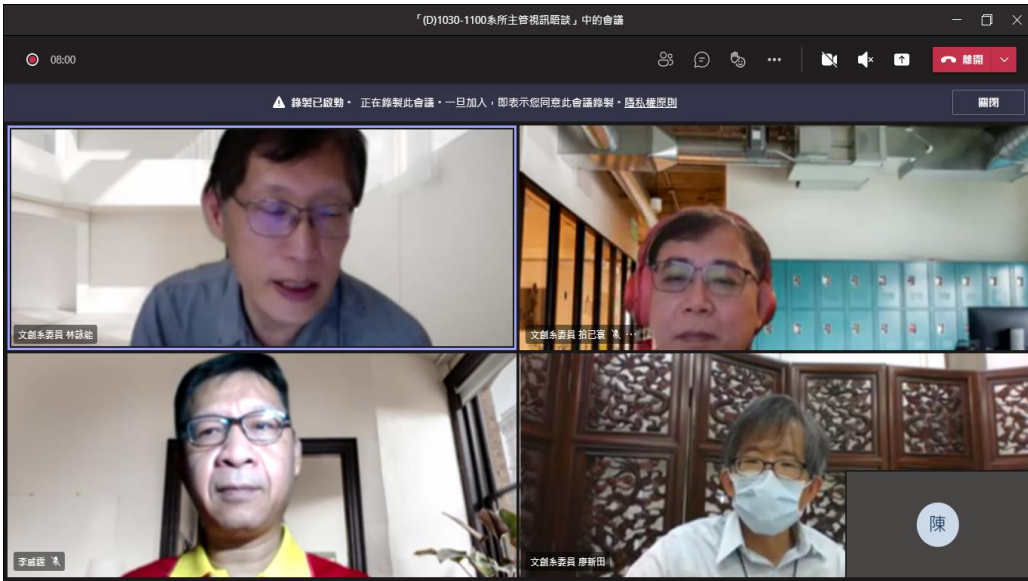 「(D)1030-1100系所主管視訊晤談」中的會議
08:00
離開
錄製已啟動。 正在錄製此會議。一旦加入，即表示您同意此會議錄製。隱私權原則
關閉
文創系委員 林詠能
文創系委員
李威霆
文創系委員 廖新田
陳